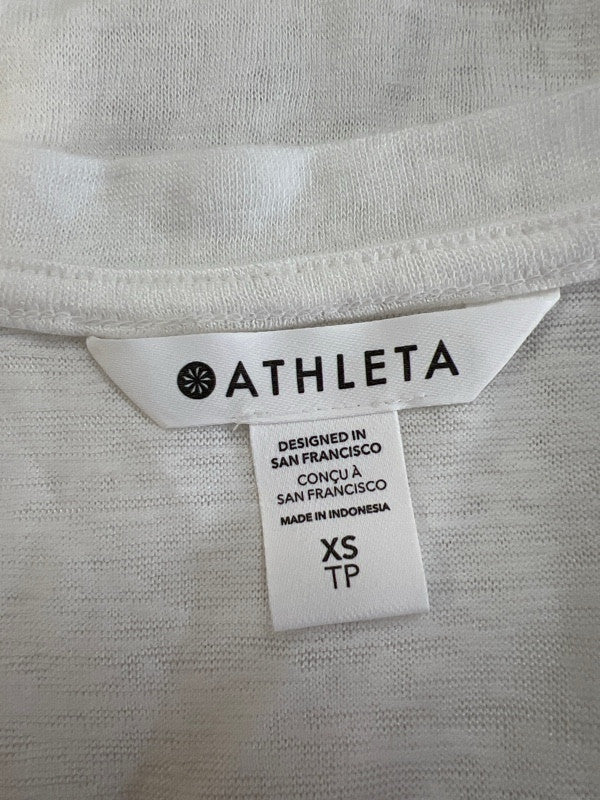 ATHLETA
DESIGNED IN
SAN FRANCISCO
CONÇU À
SAN FRANCISCO
MADE IN INDONESIA
XS
TP